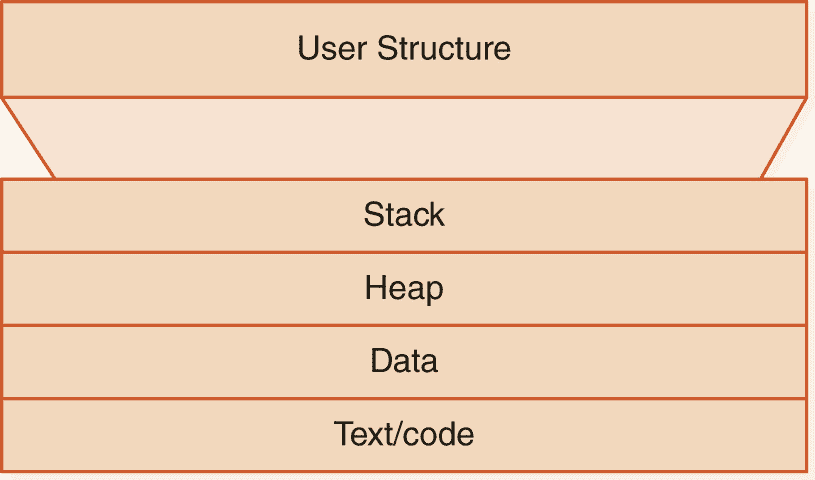 User Structure
Stack
Heap
Data
Text/code